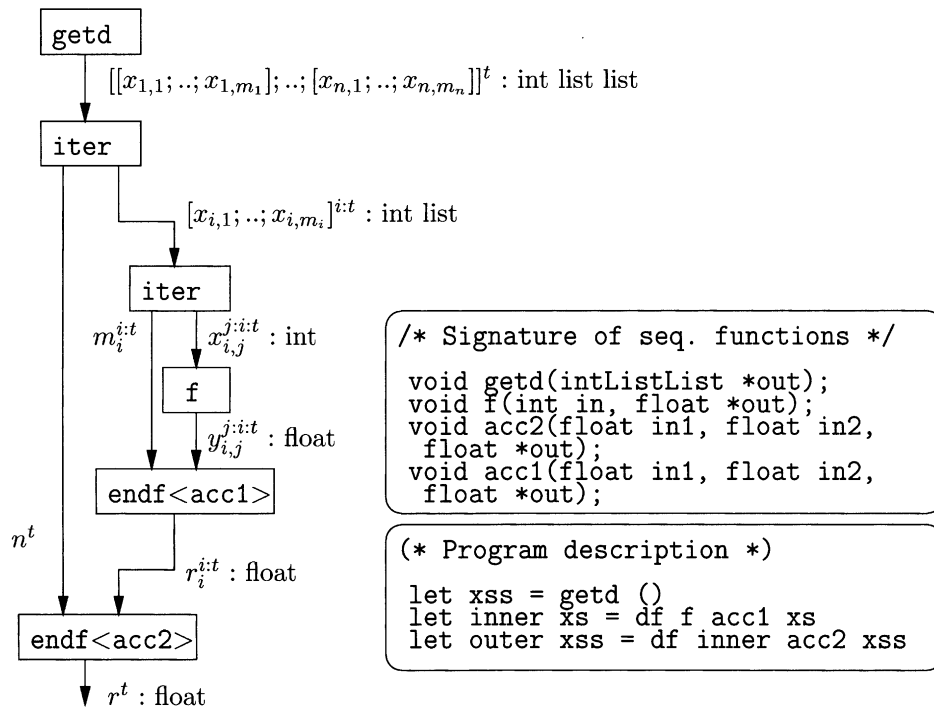 getd
[[x_{1,1}; ..; x_{1,m_1}]; ..; [x_{n,1}; ..; x_{n,m_n}]]^t : int list list
iter
[x_{i,1}; ..; x_{i,m_i}]^{i:t} : int list
iter
m_i^{i:t}
x_{i,j}^{j:i:t} : int
f
y_{i,j}^{j:i:t} : float
endf<acc1>
n^t
r_i^{i:t} : float
endf<acc2>
r^t : float
/* Signature of seq. functions */
void getd(intListList *out);
void f(int in, float *out);
void acc2(float in1, float in2,
float *out);
void acc1(float in1, float in2,
float *out);
(* Program description *)
let xss = getd ()
let inner xs = df f acc1 xs
let outer xss = df inner acc2 xss